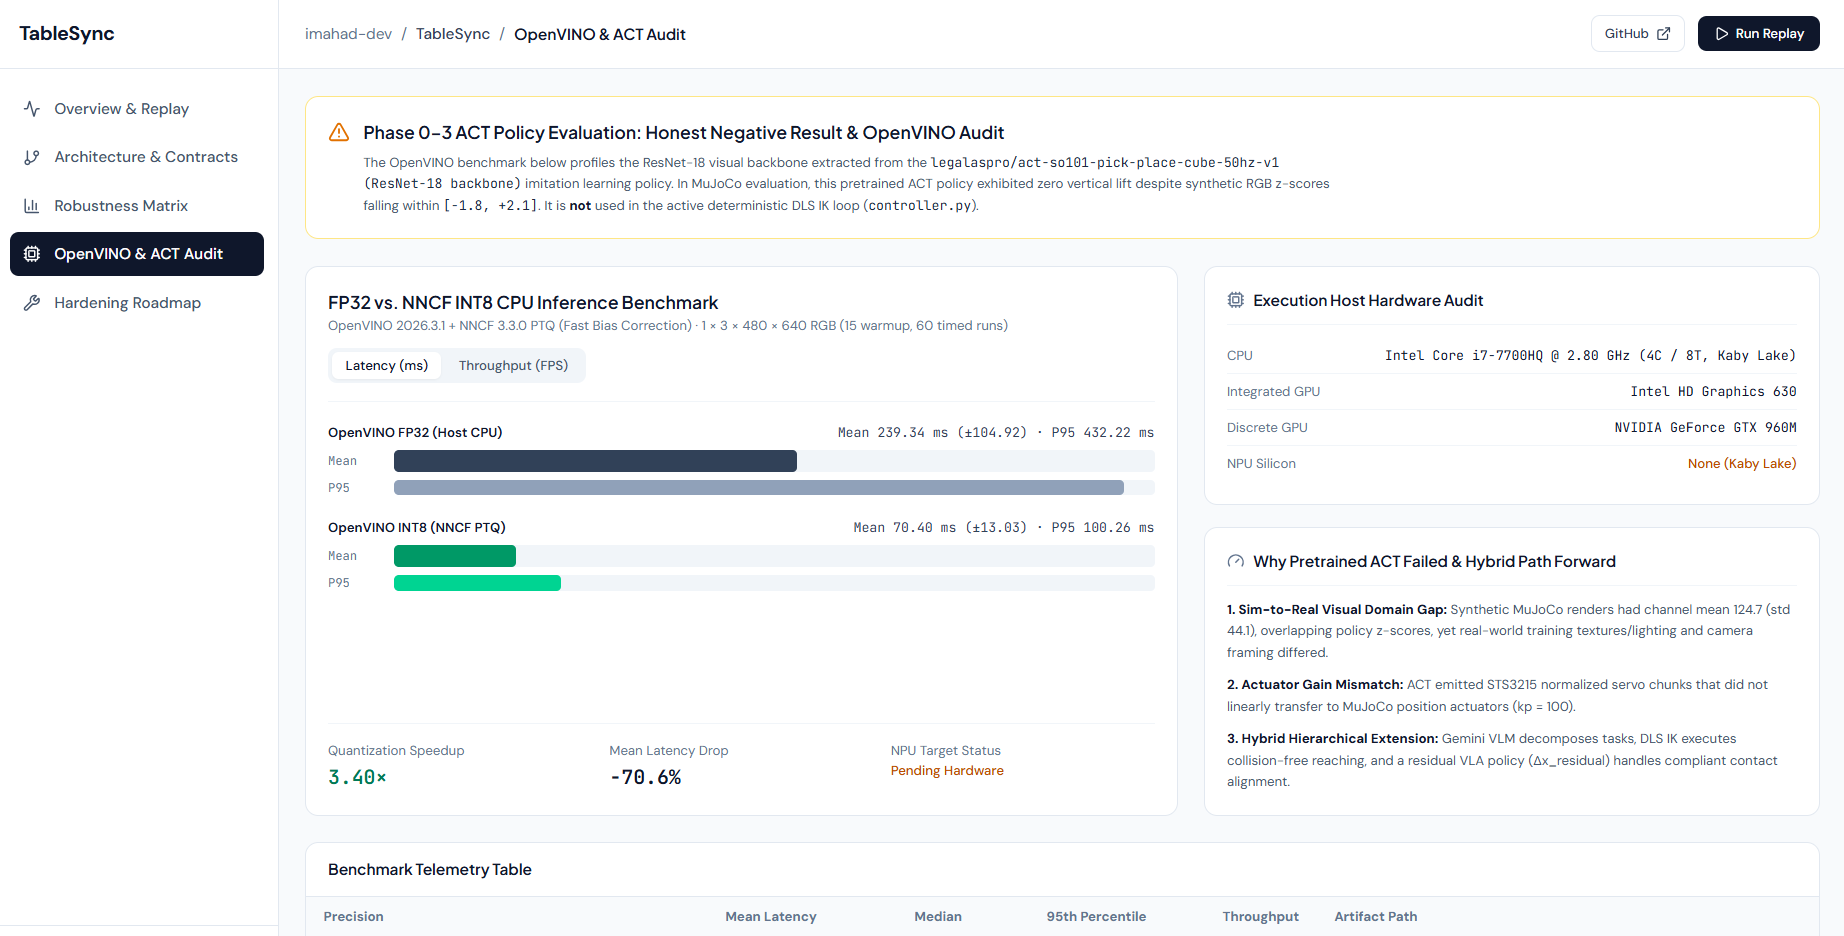 TableSync
imahad-dev / TableSync / OpenVINO & ACT Audit
GitHub
Run Replay
Overview & Replay
Architecture & Contracts
Robustness Matrix
OpenVINO & ACT Audit
Hardening Roadmap
Phase 0–3 ACT Policy Evaluation: Honest Negative Result & OpenVINO Audit
The OpenVINO benchmark below profiles the ResNet-18 visual backbone extracted from the legalaspro/act-so101-pick-place-cube-50hz-v1
(ResNet-18 backbone) imitation learning policy. In MuJoCo evaluation, this pretrained ACT policy exhibited zero vertical lift despite synthetic RGB z-scores
falling within [-1.8, +2.1]. It is not used in the active deterministic DLS IK loop (controller.py).
FP32 vs. NNCF INT8 CPU Inference Benchmark
OpenVINO 2026.3.1 + NNCF 3.3.0 PTQ (Fast Bias Correction) · 1 × 3 × 480 × 640 RGB (15 warmup, 60 timed runs)
Latency (ms)
Throughput (FPS)
OpenVINO FP32 (Host CPU)
Mean 239.34 ms (±104.92) · P95 432.22 ms
Mean
P95
OpenVINO INT8 (NNCF PTQ)
Mean 70.40 ms (±13.03) · P95 100.26 ms
Mean
P95
Quantization Speedup
3.40×
Mean Latency Drop
-70.6%
NPU Target Status
Pending Hardware
Execution Host Hardware Audit
CPU
Intel Core i7-7700HQ @ 2.80 GHz (4C / 8T, Kaby Lake)
Integrated GPU
Intel HD Graphics 630
Discrete GPU
NVIDIA GeForce GTX 960M
NPU Silicon
None (Kaby Lake)
Why Pretrained ACT Failed & Hybrid Path Forward
1. Sim-to-Real Visual Domain Gap: Synthetic MuJoCo renders had channel mean 124.7 (std
44.1), overlapping policy z-scores, yet real-world training textures/lighting and camera
framing differed.
2. Actuator Gain Mismatch: ACT emitted STS3215 normalized servo chunks that did not
linearly transfer to MuJoCo position actuators (kp = 100).
3. Hybrid Hierarchical Extension: Gemini VLM decomposes tasks, DLS IK executes
collision-free reaching, and a residual VLA policy (Δx_residual) handles compliant contact
alignment.
Benchmark Telemetry Table
Precision
Mean Latency
Median
95th Percentile
Throughput
Artifact Path